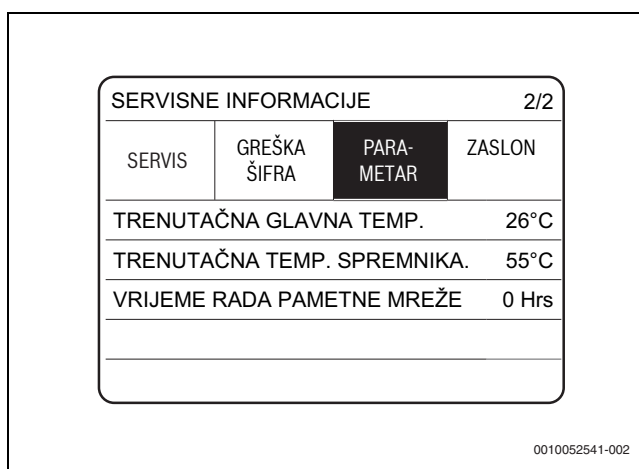 SERVISNE INFORMACIJE 2/2
SERVIS GREŠKA ŠIFRA PARA-METAR ZASLON
TRENUTAČNA GLAVNA TEMP. 26°C
TRENUTAČNA TEMP. SPREMNIKA. 55°C
VRIJEME RADA PAMETNE MREŽE 0 Hrs
0010052541-002